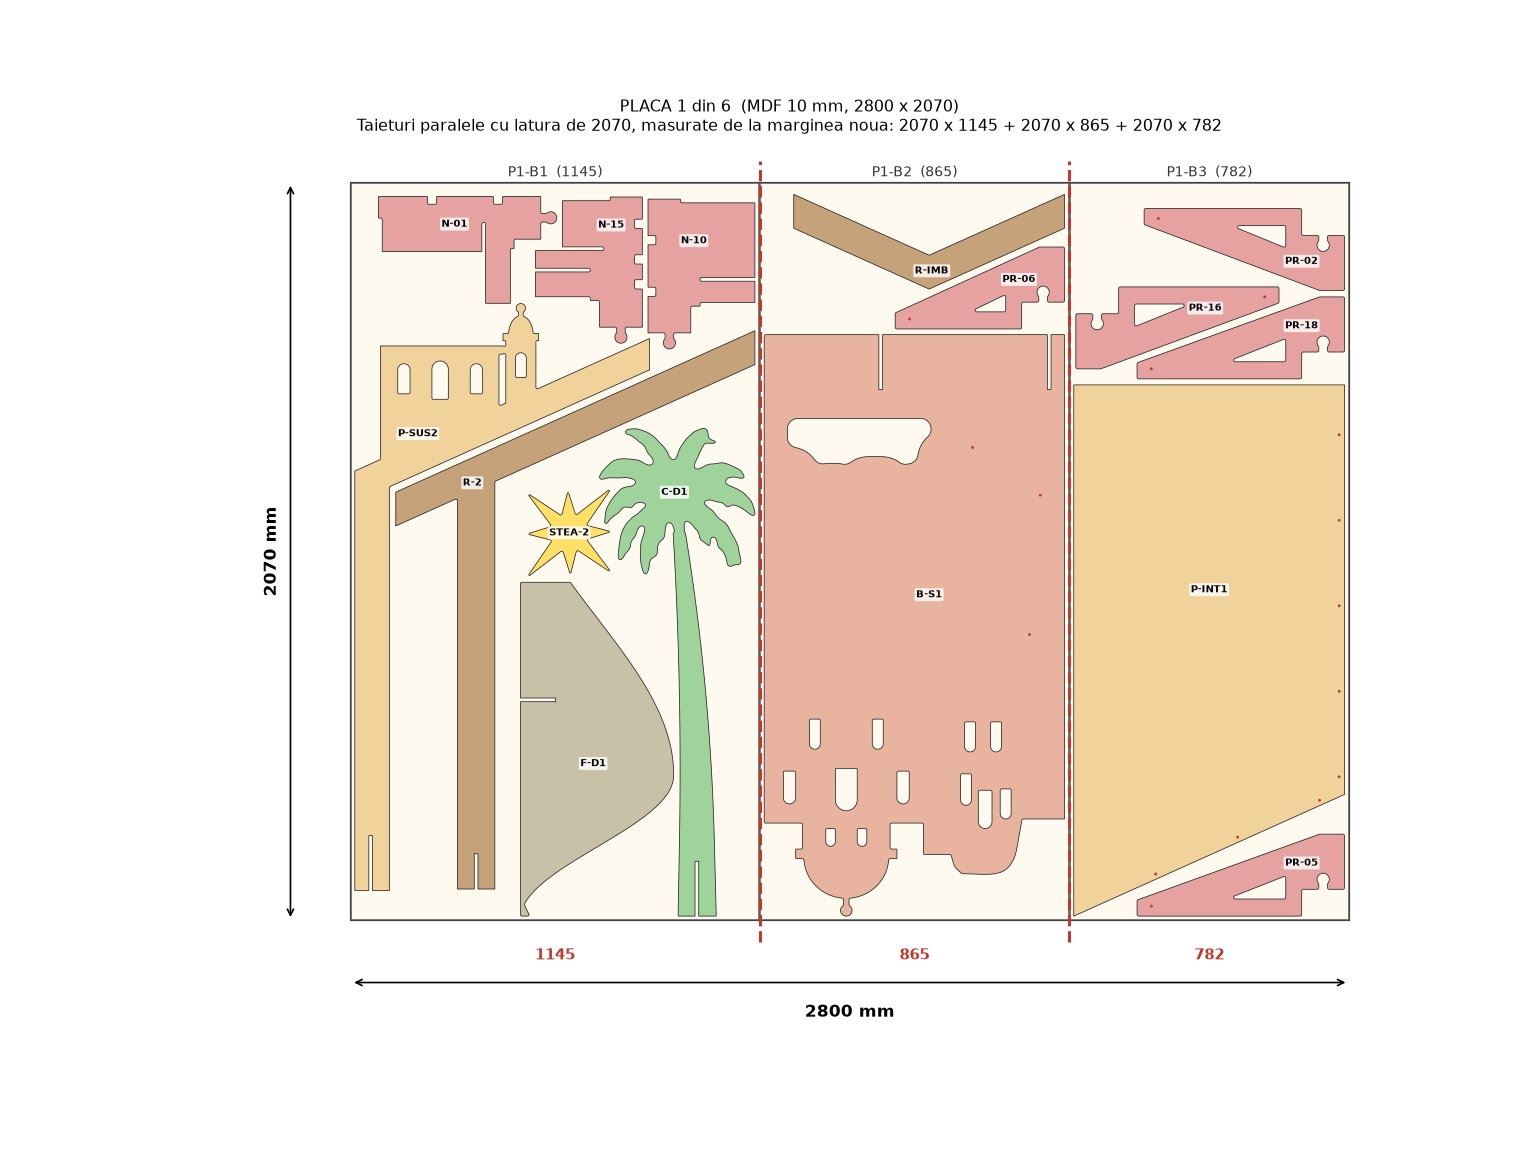 PLACA 1 din 6 (MDF 10 mm, 2800 x 2070)
Taieturi paralele cu latura de 2070, masurate de la marginea noua: 2070 x 1145 + 2070 x 865 + 2070 x 782
P1-B1 (1145)
P1-B2 (865)
P1-B3 (782)
N-01
N-15
N-10
R-IMB
PR-06
PR-02
PR-16
PR-18
P-SUS2
R-2
C-D1
STEA-2
B-S1
P-INT1
F-D1
PR-05
2070 mm
1145
865
782
2800 mm